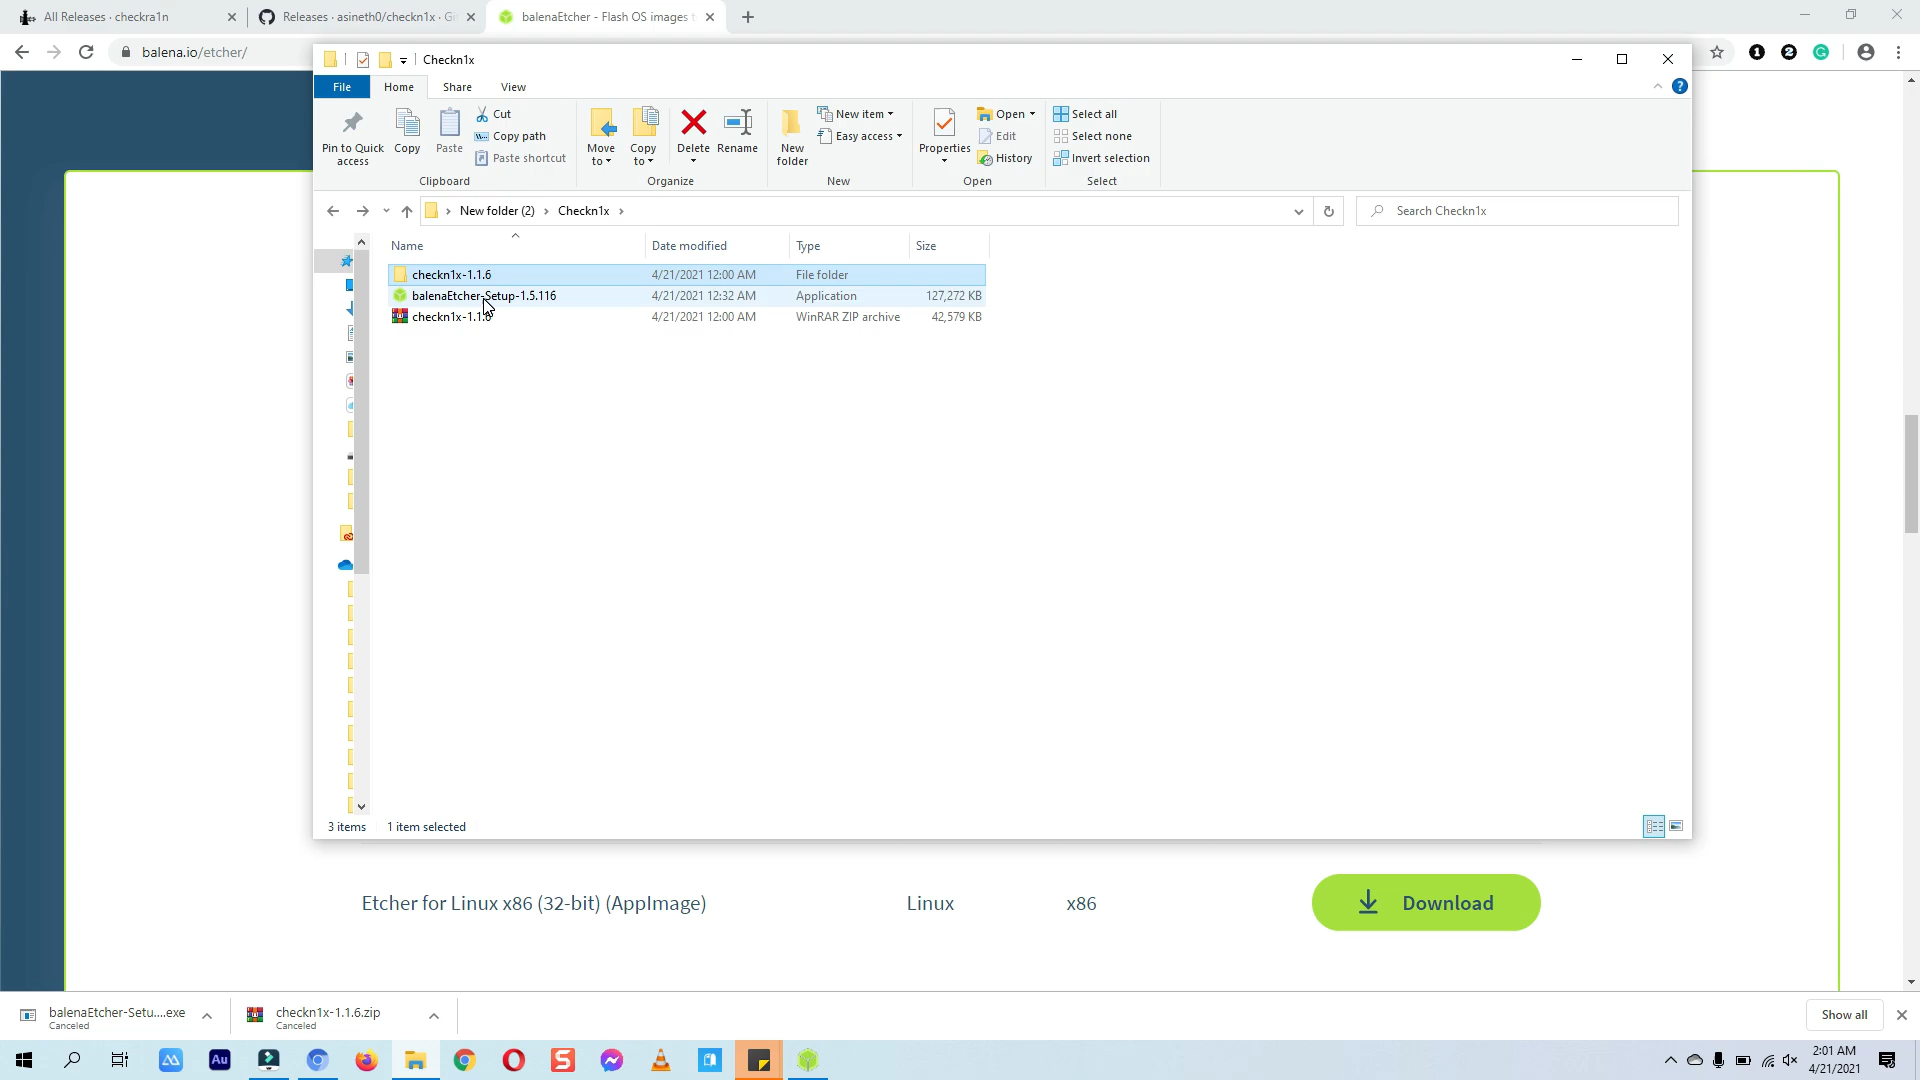 All Releases · checkra1n
Releases · asineth0/checkn1x · Gi
balenaEtcher - Flash OS images t
balena.io/etcher/
Checkn1x
File
Home
Share
View
Pin to Quick access
Copy
Paste
Cut
Copy path
Paste shortcut
Clipboard
Move to
Copy to
Delete
Rename
Organize
New folder
New item
Easy access
New
Properties
Open
Edit
History
Open
Select all
Select none
Invert selection
Select
New folder (2)
Checkn1x
Search Checkn1x
Name
Date modified
Type
Size
checkn1x-1.1.6 4/21/2021 12:00 AM File folder
balenaEtcher-Setup-1.5.116 4/21/2021 12:32 AM Application 127,272 KB
checkn1x-1.1.6 4/21/2021 12:00 AM WinRAR ZIP archive 42,579 KB
3 items
1 item selected
Etcher for Linux x86 (32-bit) (AppImage)
Linux
x86
Download
balenaEtcher-Setu....exe
Canceled
checkn1x-1.1.6.zip
Canceled
Show all
Au
2:01 AM
4/21/2021